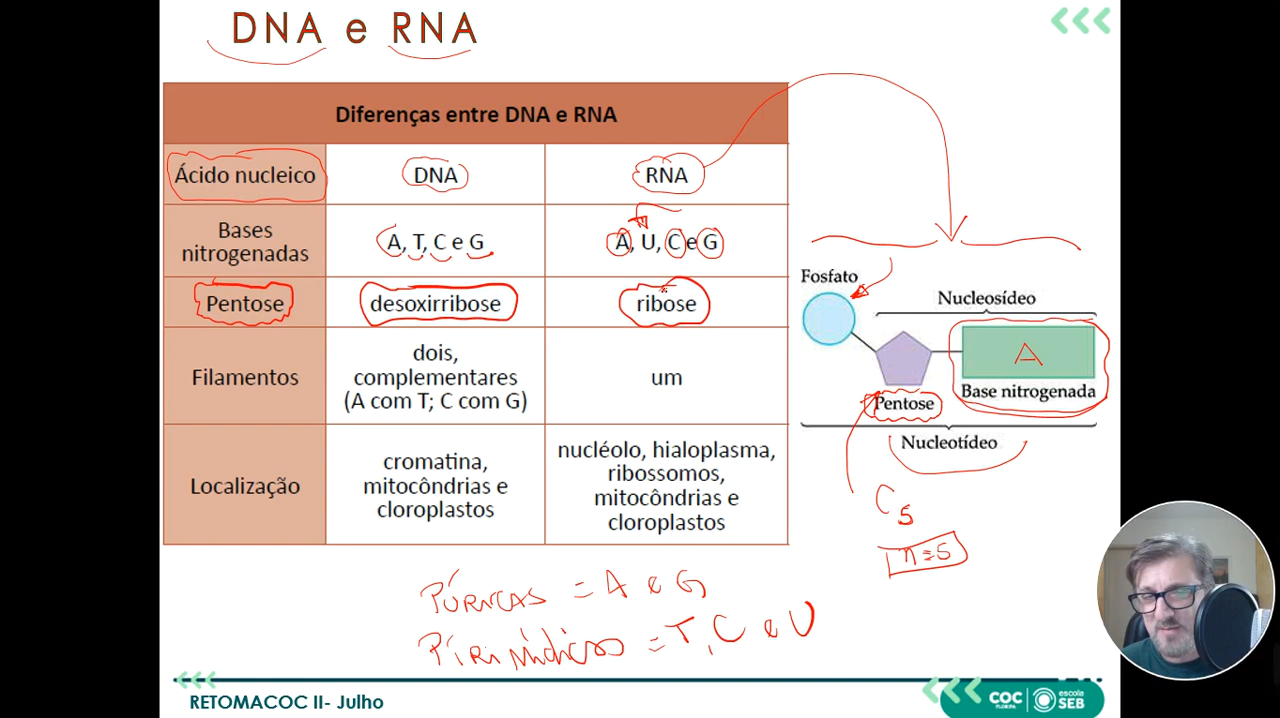 DNA e RNA
Diferenças entre DNA e RNA
Ácido nucleico
DNA
RNA
Bases
nitrogenadas
A, T, C e G
A, U, C e G
Pentose
desoxirribose
ribose
Filamentos
dois,
complementares
(A com T; C com G)
um
Localização
cromatina,
mitocôndrias e
cloroplastos
nucléolo, hialoplasma,
ribossomos,
mitocôndrias e
cloroplastos
Fosfato
Nucleosídeo
A
Base nitrogenada
Pentose
Nucleotídeo
C5
n=5
PÚRICAS = A e G
= T, C e U
RETOMACOC II- Julho
COC
FLORIPA
escola
SEB